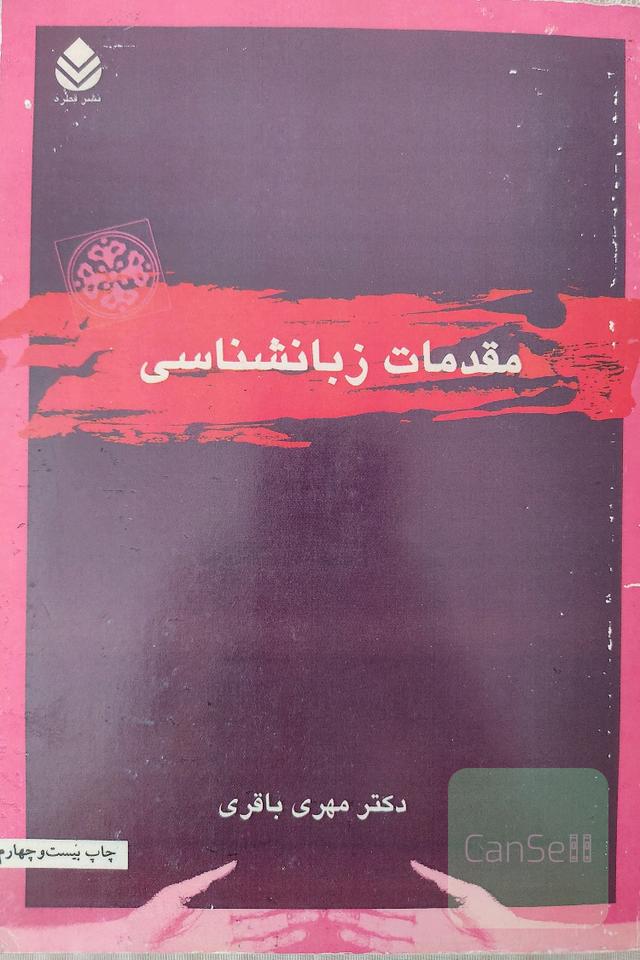 نشر قطره
مقدمات زبانشناسی
دکتر مهری باقری
CanSell
چاپ بیست و چهارم